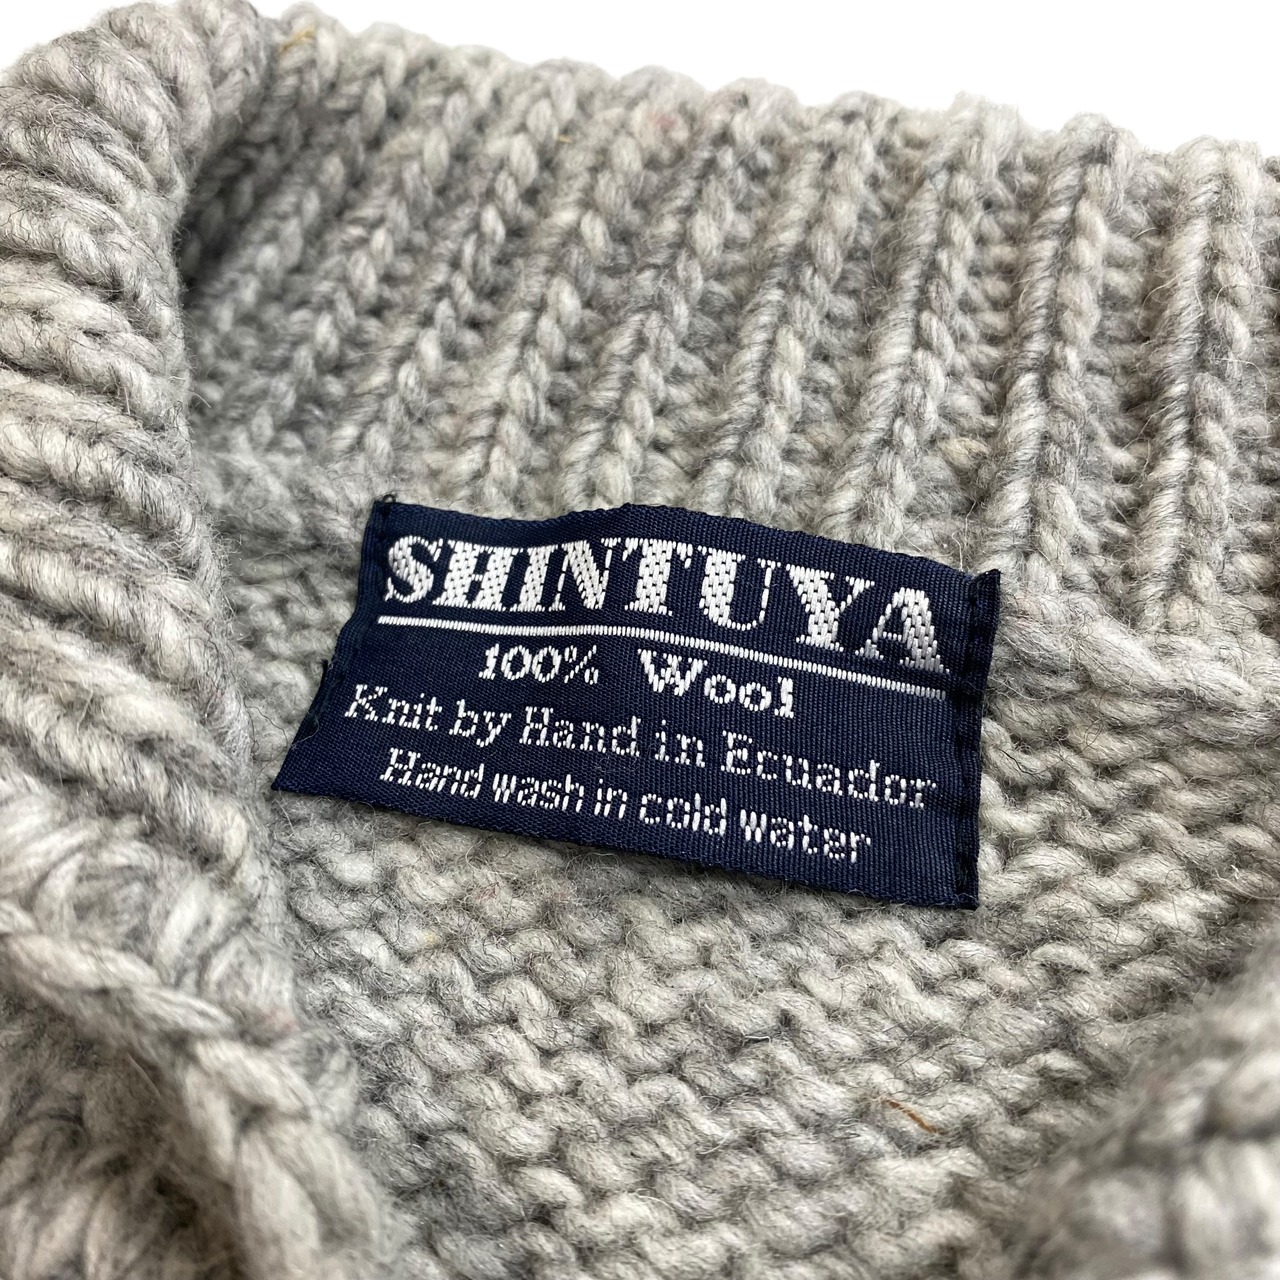 SHINTUYA
100% Wool
Knit by Hand in Ecuador
Hand wash in cold water